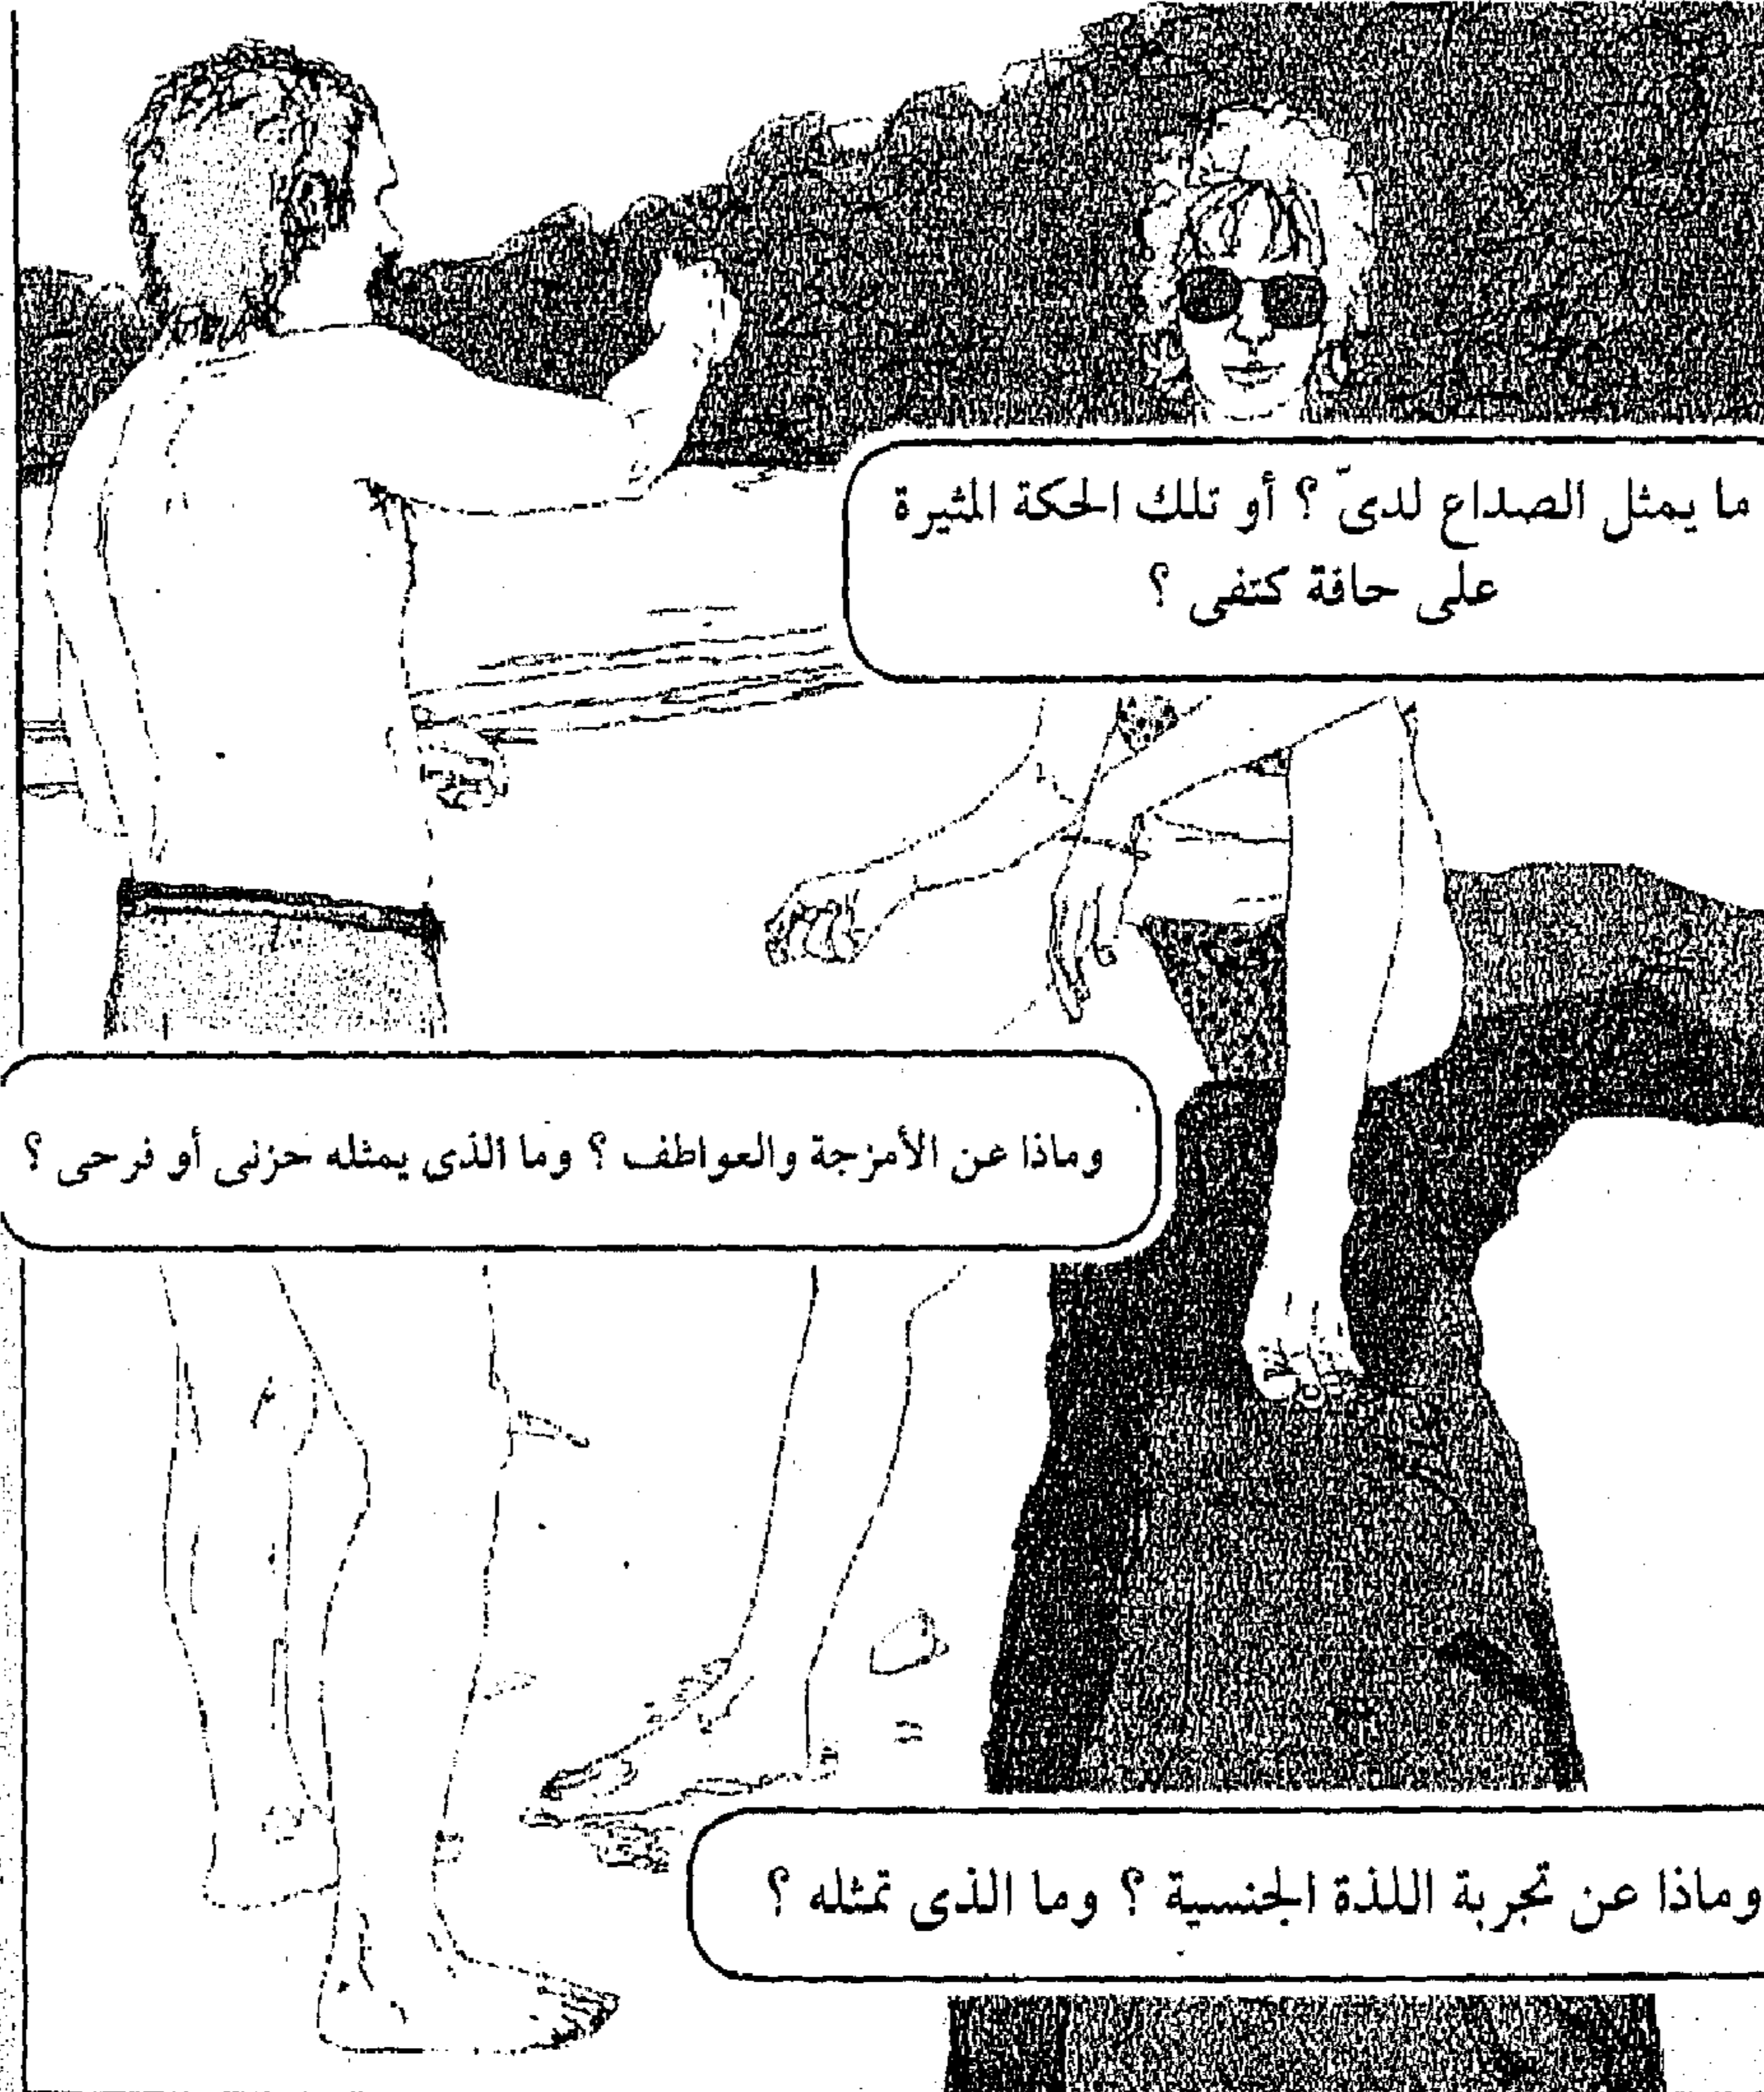 ما يمثل الصداع لدىّ ؟ أو تلك الحكة المثيرة
على حافة كتفى ؟
وماذا عن الأمزجة والعواطف ؟ وما الذى يمثله حزنى أو فرحى ؟
وماذا عن تجربة اللذة الجنسية ؟ وما الذى تمثله ؟